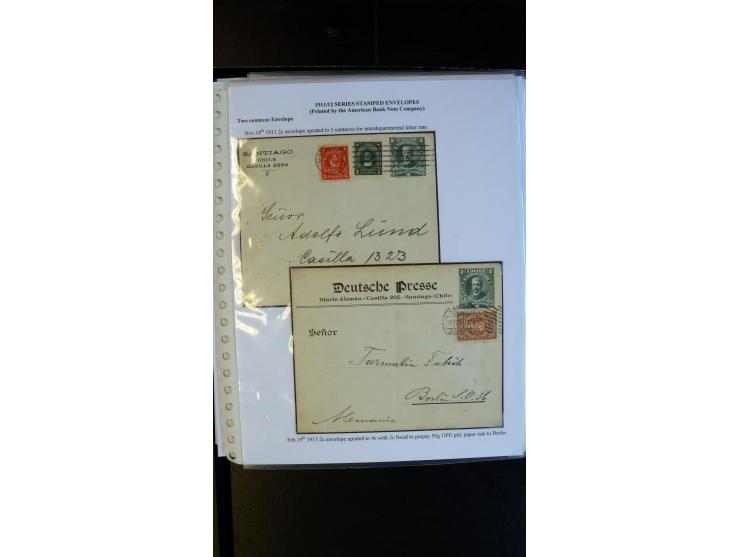 1911/12 SERIES STAMPED ENVELOPES
(Printed by the American Bank Note Company)
Two centavos Envelope
Nov.14th 1911 2c envelope uprated to 5 centavos for interdepartmental letter rate
SANTIAGO
CHILE
CASILLA 2254
Señor
Adolfo Lund
Casilla 1323
Deutsche Presse
Diario Alemán - Casilla 205 - Santiago (Chile)
Señor
Turmalin Fabrik
Berlin S.O. 36
Alemania
Feb.19th 1913 2c envelope uprated to 4c with 2c fiscal to prepay 50g UPU ptd. paper rate to Berlin